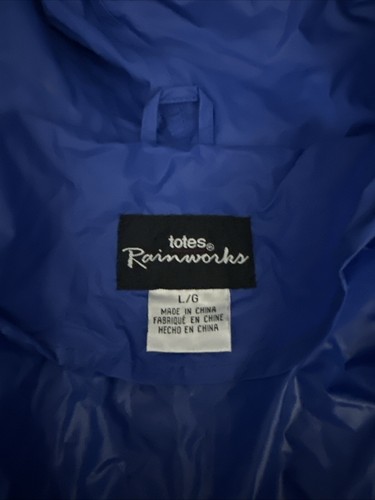 totes®
Rainworks
L/G
MADE IN CHINA
FABRIQUÉ EN CHINE
HECHO EN CHINA